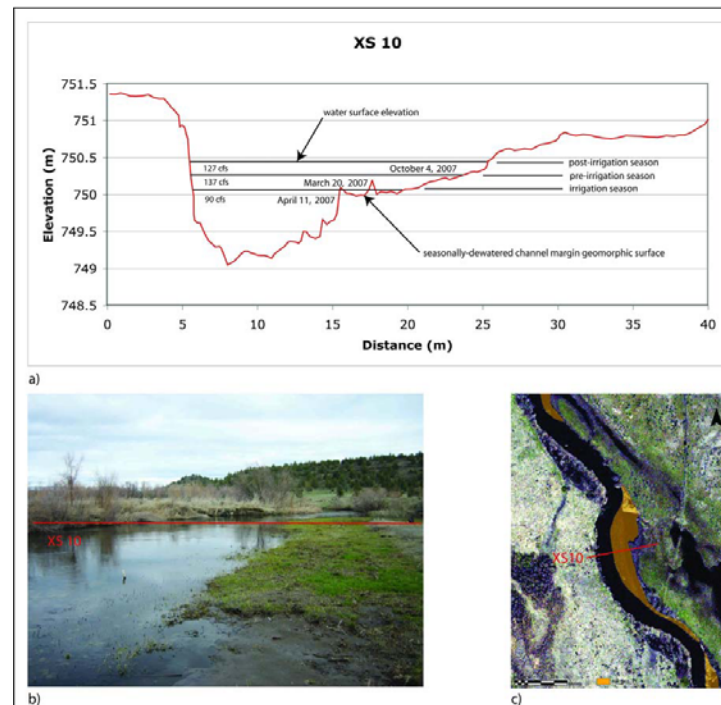 XS 10
Elevation (m)
751.5
751
750.5
750
749.5
749
748.5
water surface elevation
127 cfs
October 4, 2007
137 cfs
March 20, 2007
90 cfs
April 11, 2007
post-irrigation season
pre-irrigation season
irrigation season
seasonally-dewatered channel margin geomorphic surface
0 5 10 15 20 25 30 35 40
Distance (m)
a)
XS 10
b)
XS10
c)